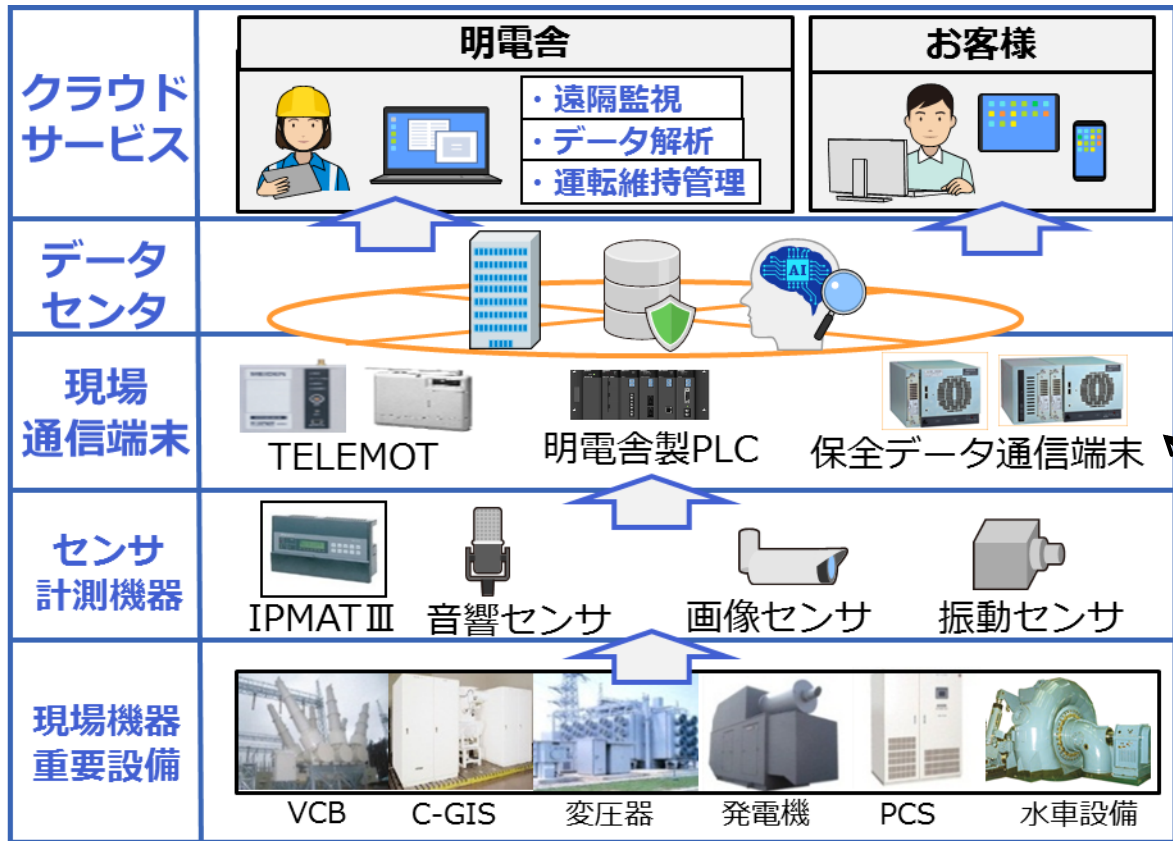 クラウド
サービス
明電舎
・遠隔監視
・データ解析
・運転維持管理
お客様
データ
センタ
AI
現場
通信端末
TELEMOT
明電舎製PLC
保全データ通信端末
センサ
計測機器
IPMATⅢ
音響センサ
画像センサ
振動センサ
現場機器
重要設備
VCB
C-GIS
変圧器
発電機
PCS
水車設備